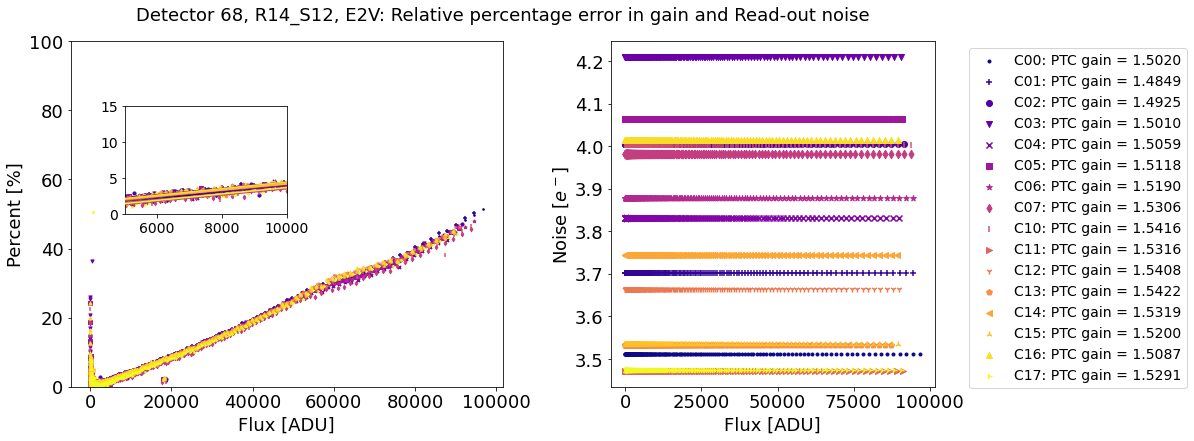 Detector 68, R14_S12, E2V: Relative percentage error in gain and Read-out noise
Percent [%]
100
80
60
40
20
0
0 20000 40000 60000 80000 100000
Flux [ADU]
15
10
5
0
6000 8000 10000
Noise [e⁻]
4.2
4.1
4.0
3.9
3.8
3.7
3.6
3.5
0 25000 50000 75000 100000
Flux [ADU]
C00: PTC gain = 1.5020
C01: PTC gain = 1.4849
C02: PTC gain = 1.4925
C03: PTC gain = 1.5010
C04: PTC gain = 1.5059
C05: PTC gain = 1.5118
C06: PTC gain = 1.5190
C07: PTC gain = 1.5306
C10: PTC gain = 1.5416
C11: PTC gain = 1.5316
C12: PTC gain = 1.5408
C13: PTC gain = 1.5422
C14: PTC gain = 1.5319
C15: PTC gain = 1.5200
C16: PTC gain = 1.5087
C17: PTC gain = 1.5291